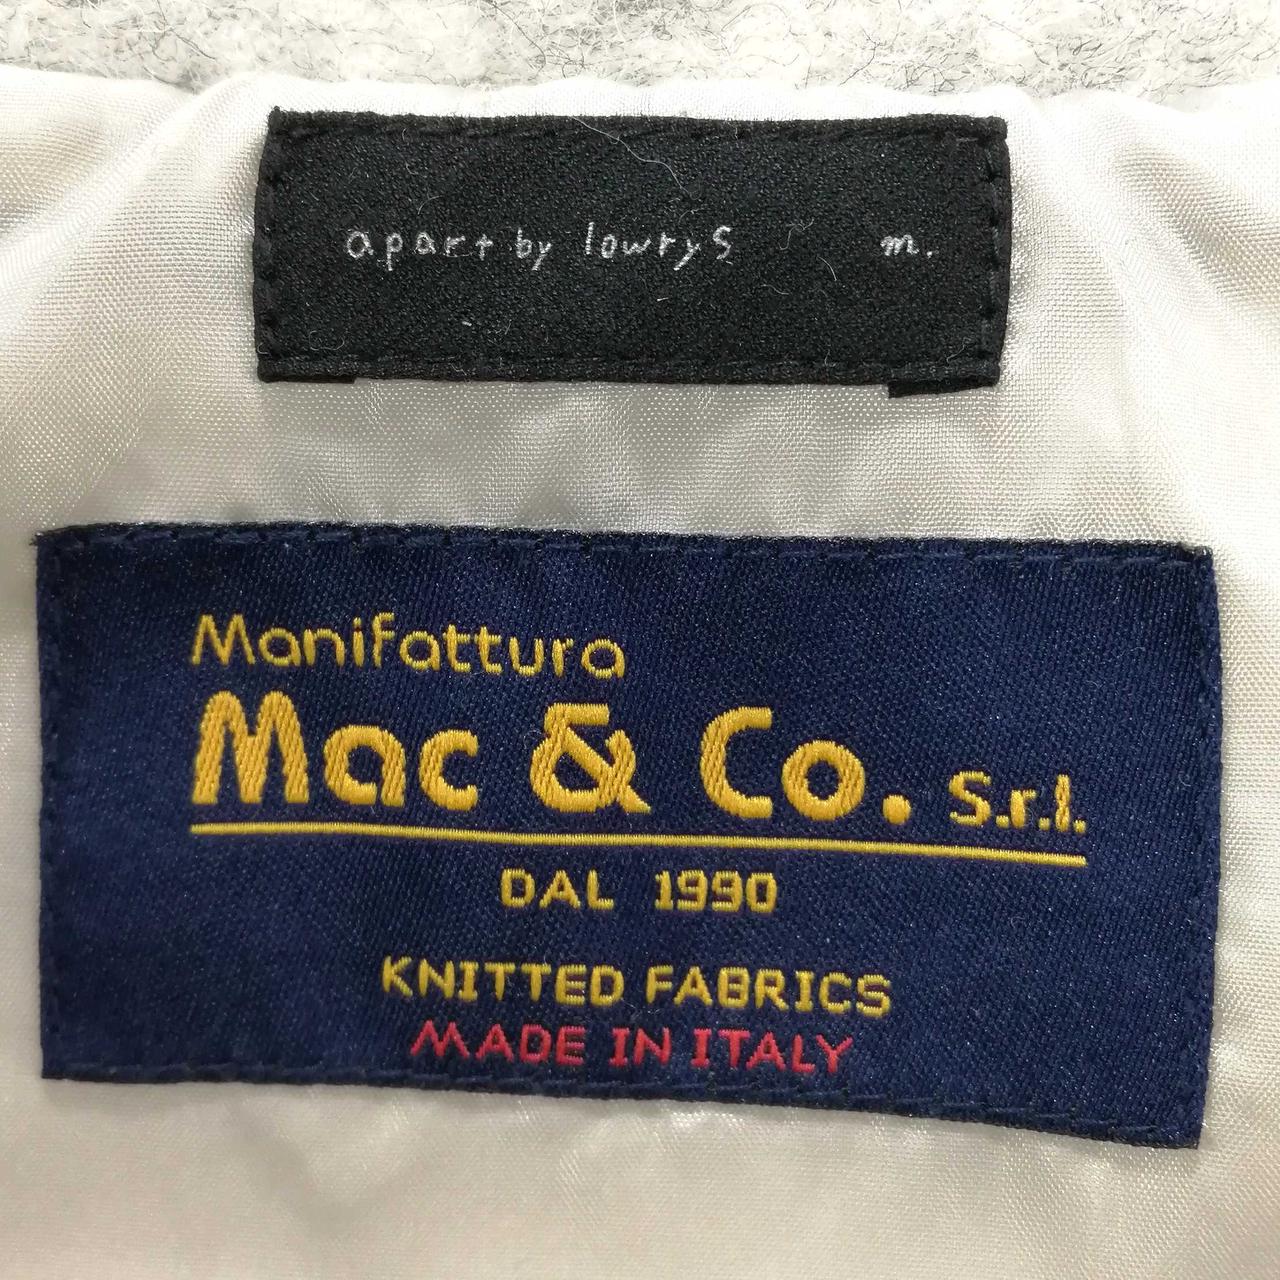 apart by lowrys m.
Manifattura
Mac & Co. S.r.l.
DAL 1990
KNITTED FABRICS
MADE IN ITALY